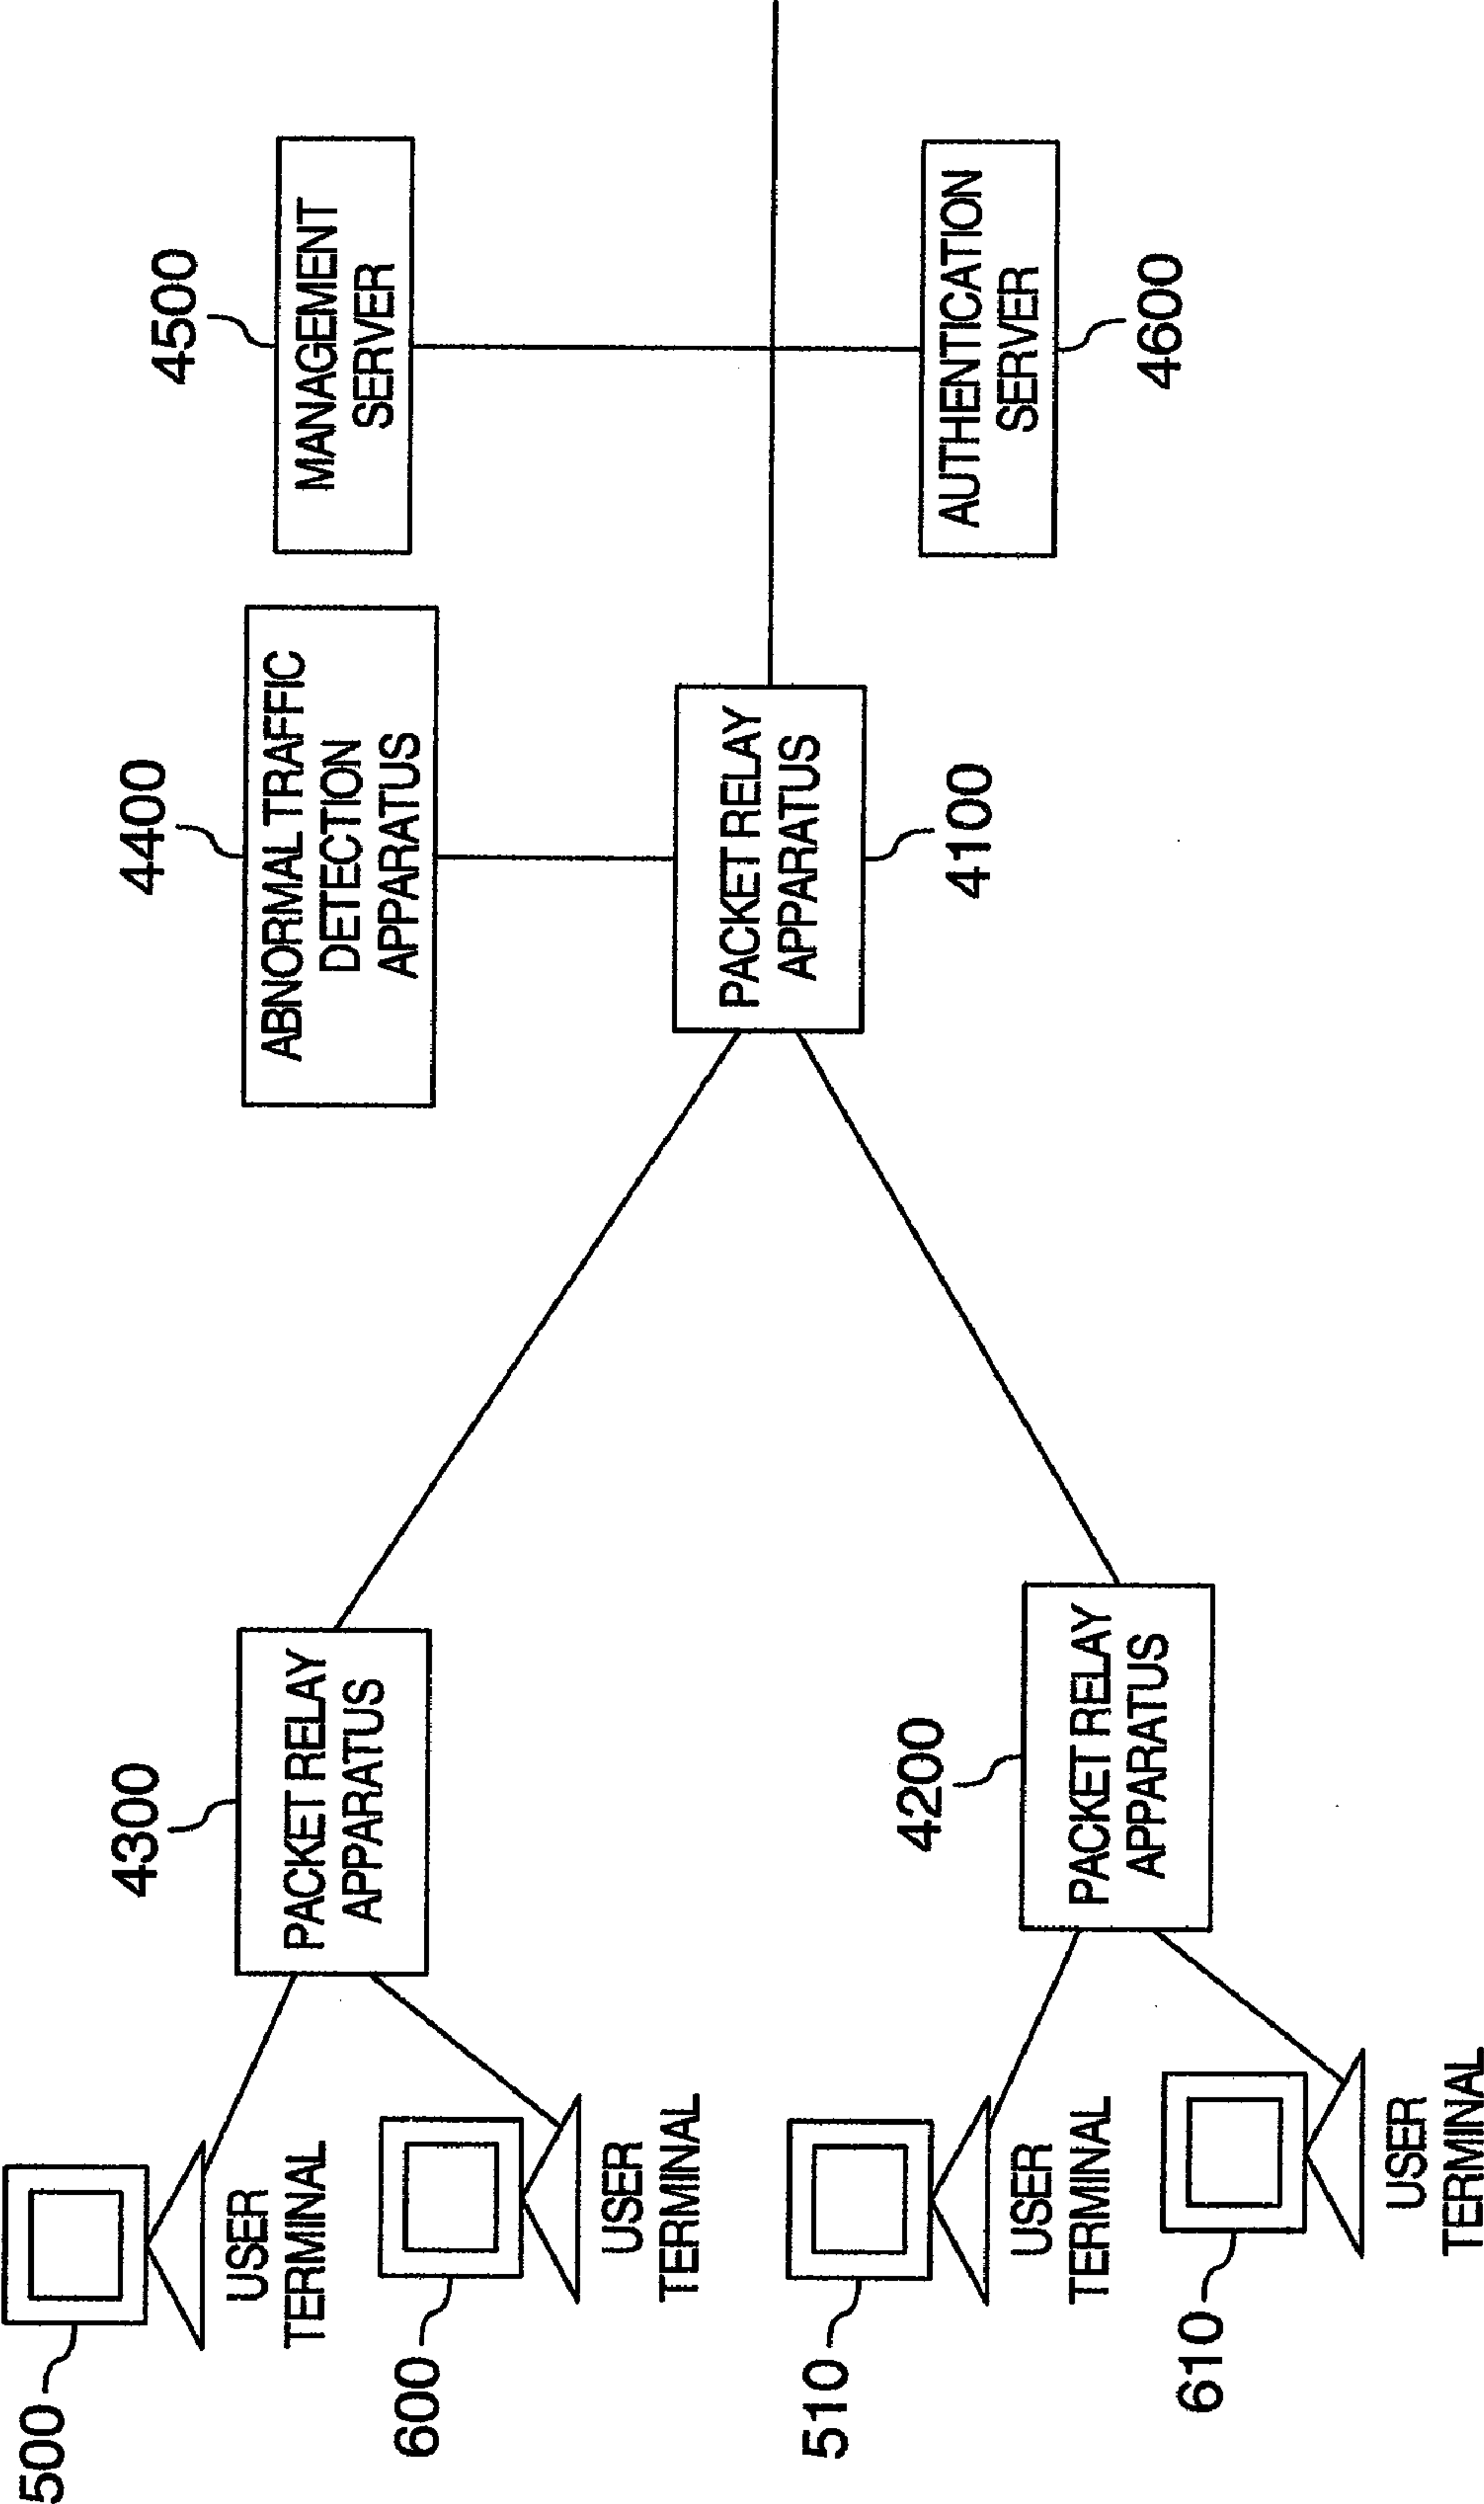 500
USER
TERMINAL
600
USER
TERMINAL
510
USER
TERMINAL
610
USER
TERMINAL
4300
PACKET RELAY
APPARATUS
4200
PACKET RELAY
APPARATUS
4400
ABNORMAL TRAFFIC
DETECTION
APPARATUS
PACKET RELAY
APPARATUS
4100
4500
MANAGEMENT
SERVER
AUTHENTICATION
SERVER
4600